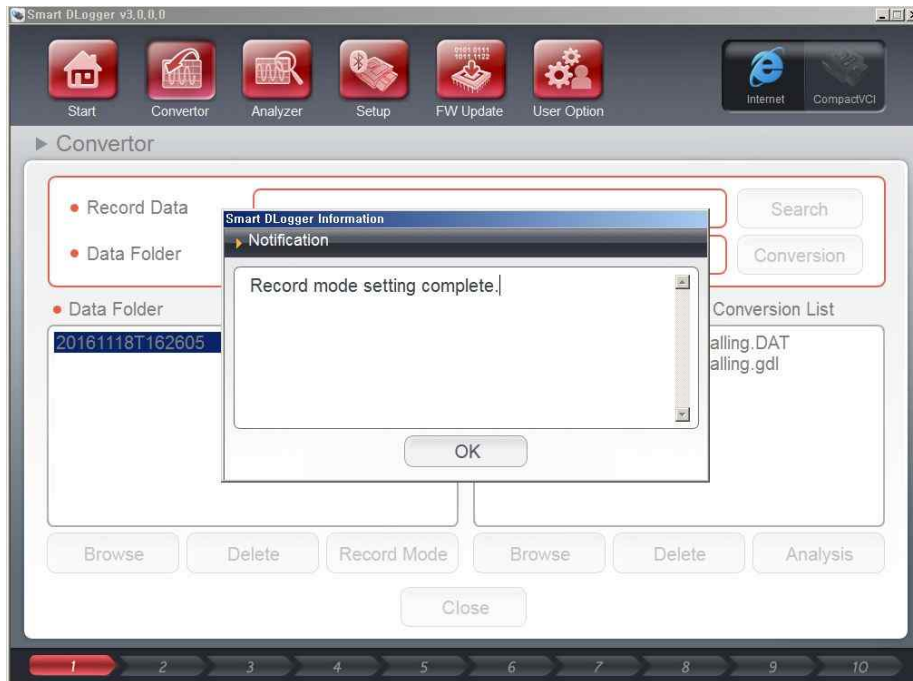 Smart DLogger v3,0,0,0
Start
Convertor
Analyzer
Setup
0101 0111
1011 1122
FW Update
User Option
Internet
CompactVCI
Convertor
Record Data
Search
Data Folder
Conversion
Smart DLogger Information
Notification
Record mode setting complete.
OK
Data Folder
Conversion List
20161118T162605
alling.DAT
alling.gdl
Browse
Delete
Record Mode
Browse
Delete
Analysis
Close
1 2 3 4 5 6 7 8 9 10